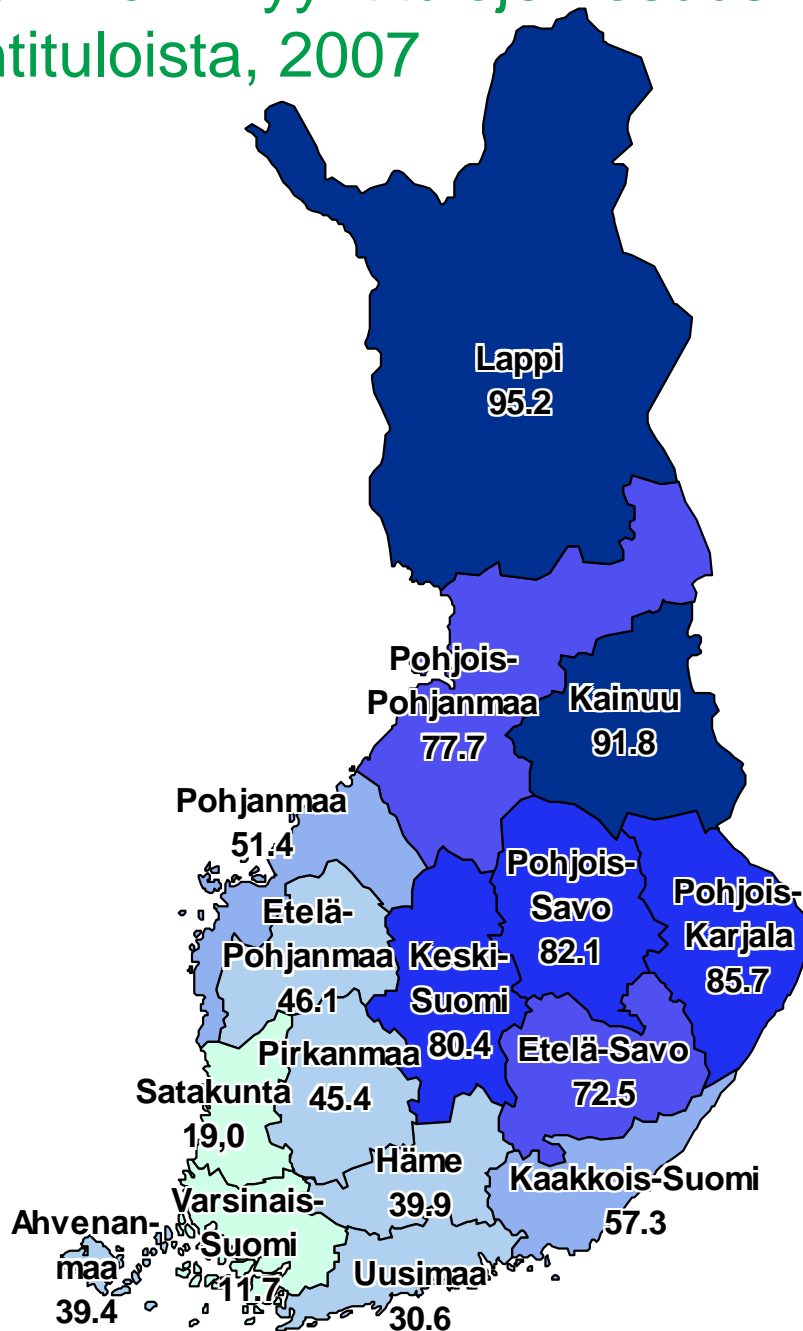 2007
Lappi
95.2
Pohjois-
Pohjanmaa
77.7
Kainuu
91.8
Pohjanmaa
51.4
Pohjois-
Savo
82.1
Pohjois-
Karjala
85.7
Etelä-
Pohjanmaa
46.1
Keski-
Suomi
80.4
Etelä-Savo
72.5
Pirkanmaa
45.4
Satakuntä
19,0
Häme
39.9
Kaakkois-Suomi
57.3
Varsinais-
Suomi
11.7
Ahvenan-
maa
39.4
Uusimaa
30.6